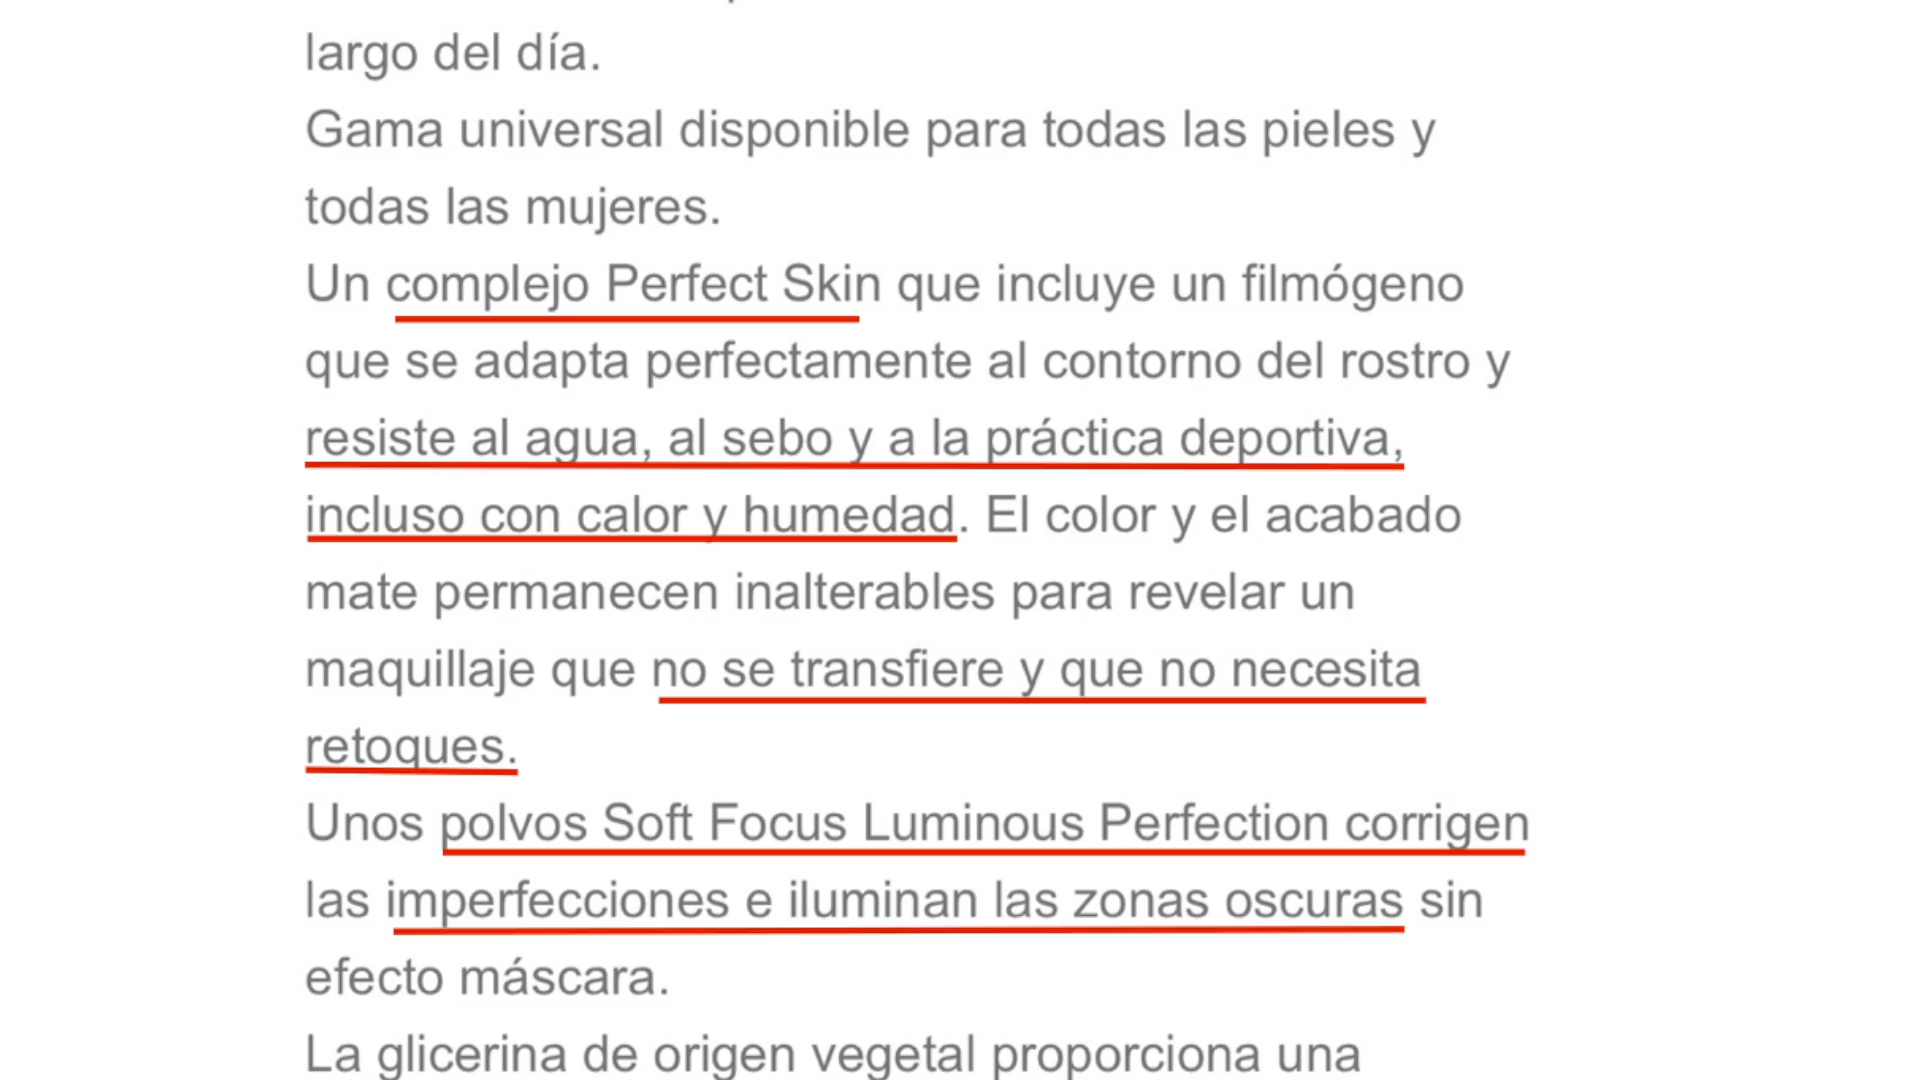 largo del día.
Gama universal disponible para todas las pieles y
todas las mujeres.
Un complejo Perfect Skin que incluye un filmógeno
que se adapta perfectamente al contorno del rostro y
resiste al agua, al sebo y a la práctica deportiva,
incluso con calor y humedad. El color y el acabado
mate permanecen inalterables para revelar un
maquillaje que no se transfiere y que no necesita
retoques.
Unos polvos Soft Focus Luminous Perfection corrigen
las imperfecciones e iluminan las zonas oscuras sin
efecto máscara.
La glicerina de origen vegetal proporciona una